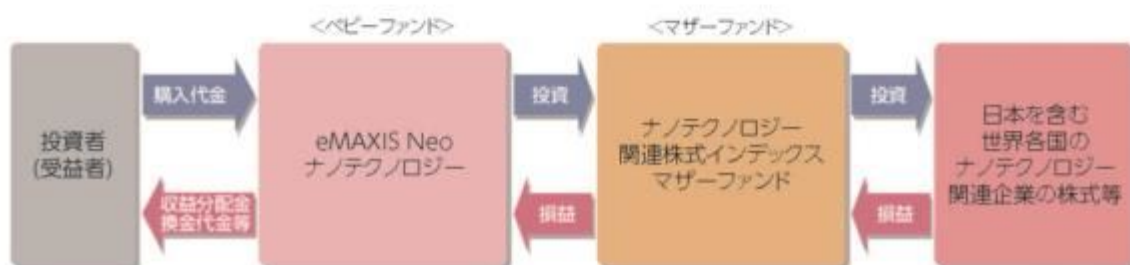 <ベビーファンド>
<マザーファンド>
投資者
(受益者)
購入代金
収益分配金
換金代金等
eMAXIS Neo
ナノテクノロジー
投資
損益
ナノテクノロジー
関連株式インデックス
マザーファンド
投資
損益
日本を含む
世界各国の
ナノテクノロジー
関連企業の株式等